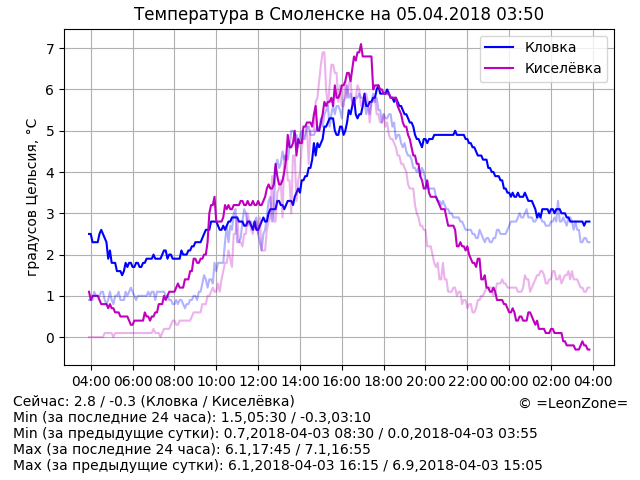 Температура в Смоленске на 05.04.2018 03:50
Кловка
Киселёвка
градусов Цельсия, °C
7
6
5
4
3
2
1
0
04:00 06:00 08:00 10:00 12:00 14:00 16:00 18:00 20:00 22:00 00:00 02:00 04:00
Сейчас: 2.8 / -0.3 (Кловка / Киселёвка)
© =LeonZone=
Min (за последние 24 часа): 1.5,05:30 / -0.3,03:10
Min (за предыдущие сутки): 0.7,2018-04-03 08:30 / 0.0,2018-04-03 03:55
Max (за последние 24 часа): 6.1,17:45 / 7.1,16:55
Max (за предыдущие сутки): 6.1,2018-04-03 16:15 / 6.9,2018-04-03 15:05